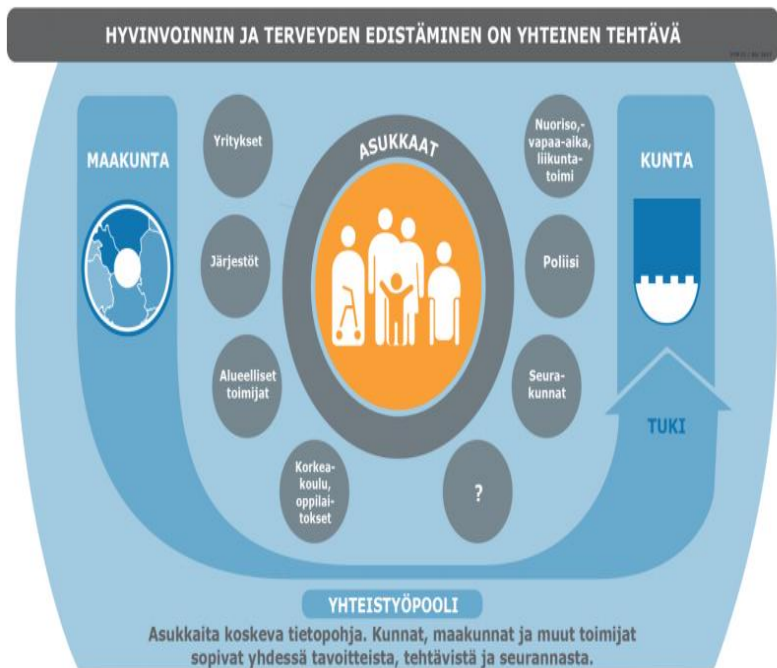 HYVINVOINNIN JA TERVEYDEN EDISTÄMINEN ON YHTEINEN TEHTÄVÄ
MAAKUNTA
Yritykset
Järjestöt
Alueelliset
toimijat
Korkea-
koulu,
oppilai-
tokset
ASUKKAAT
Nuoriso,-
vapaa-aika,
liikunta-
toimi
Poliisi
Seura-
kunnat
?
KUNTA
TUKI
YHTEISTYÖPOOLI
Asukkaita koskeva tietopohja. Kunnat, maakunnat ja muut toimijat
sopivat yhdessä tavoitteista, tehtävistä ja seurannasta.